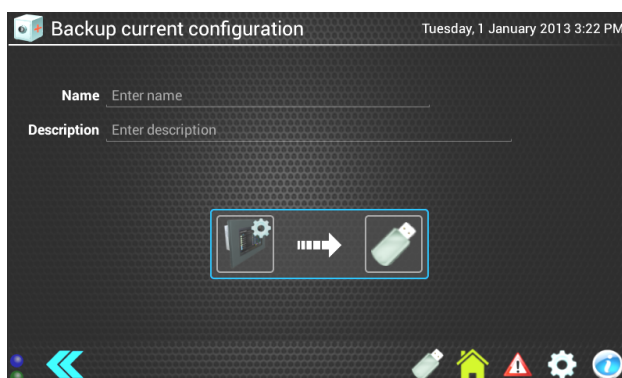 Backup current configuration
Tuesday, 1 January 2013 3:22 PM
Name Enter name
Description Enter description